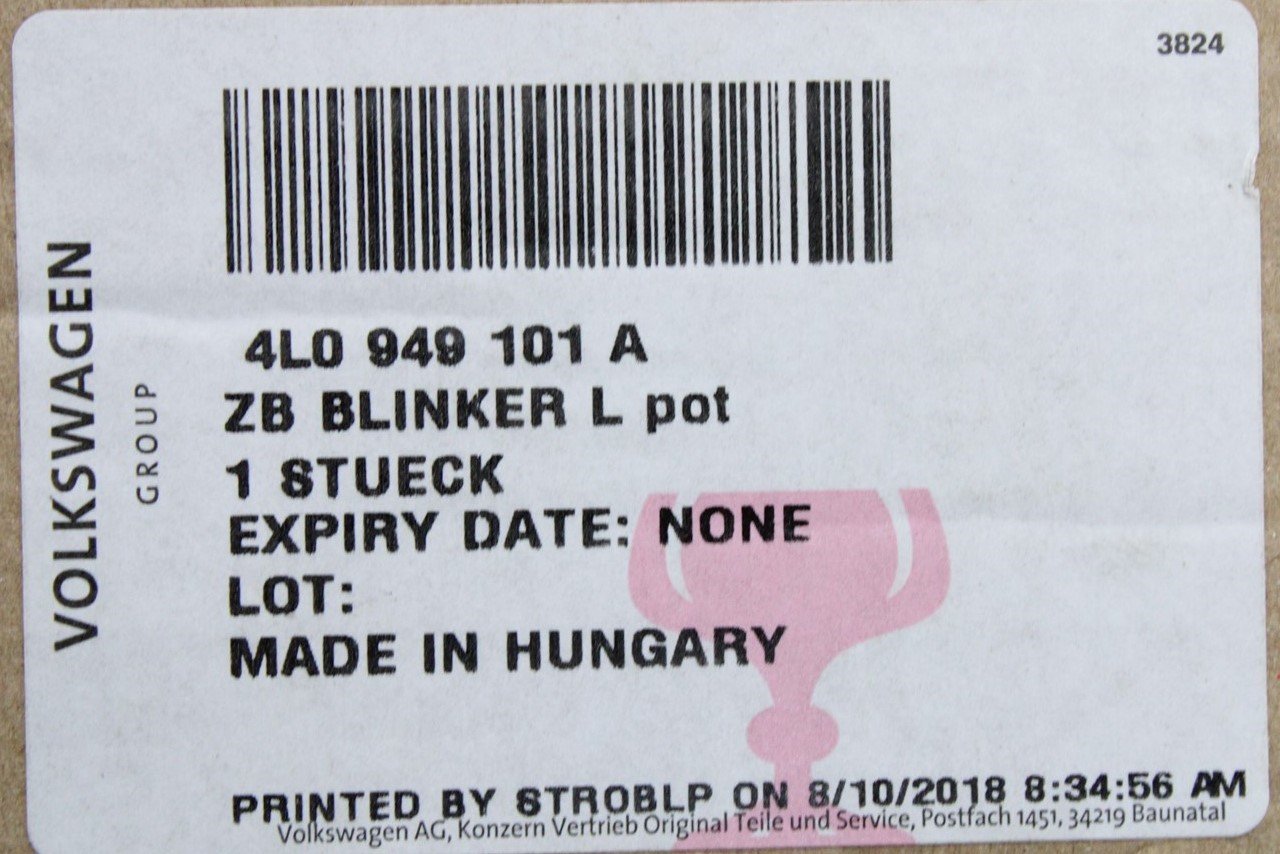 3824
VOLKSWAGEN
GROUP
4L0 949 101 A
ZB BLINKER L pot
1 STUECK
EXPIRY DATE: NONE
LOT:
MADE IN HUNGARY
PRINTED BY STROBLP ON 8/10/2018 8:34:56 AM
Volkswagen AG, Konzern Vertrieb Original Teile und Service, Postfach 1451, 34219 Baunatal